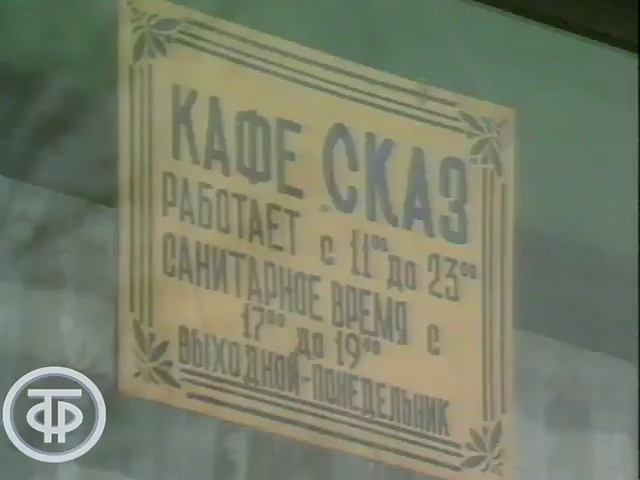 КАФЕ СКАЗ
РАБОТАЕТ с 11⁰⁰ до 23⁰⁰
САНИТАРНОЕ ВРЕМЯ с
17⁰⁰ до 19⁰⁰
ВЫХОДНОЙ-ПОНЕДЕЛЬНИК